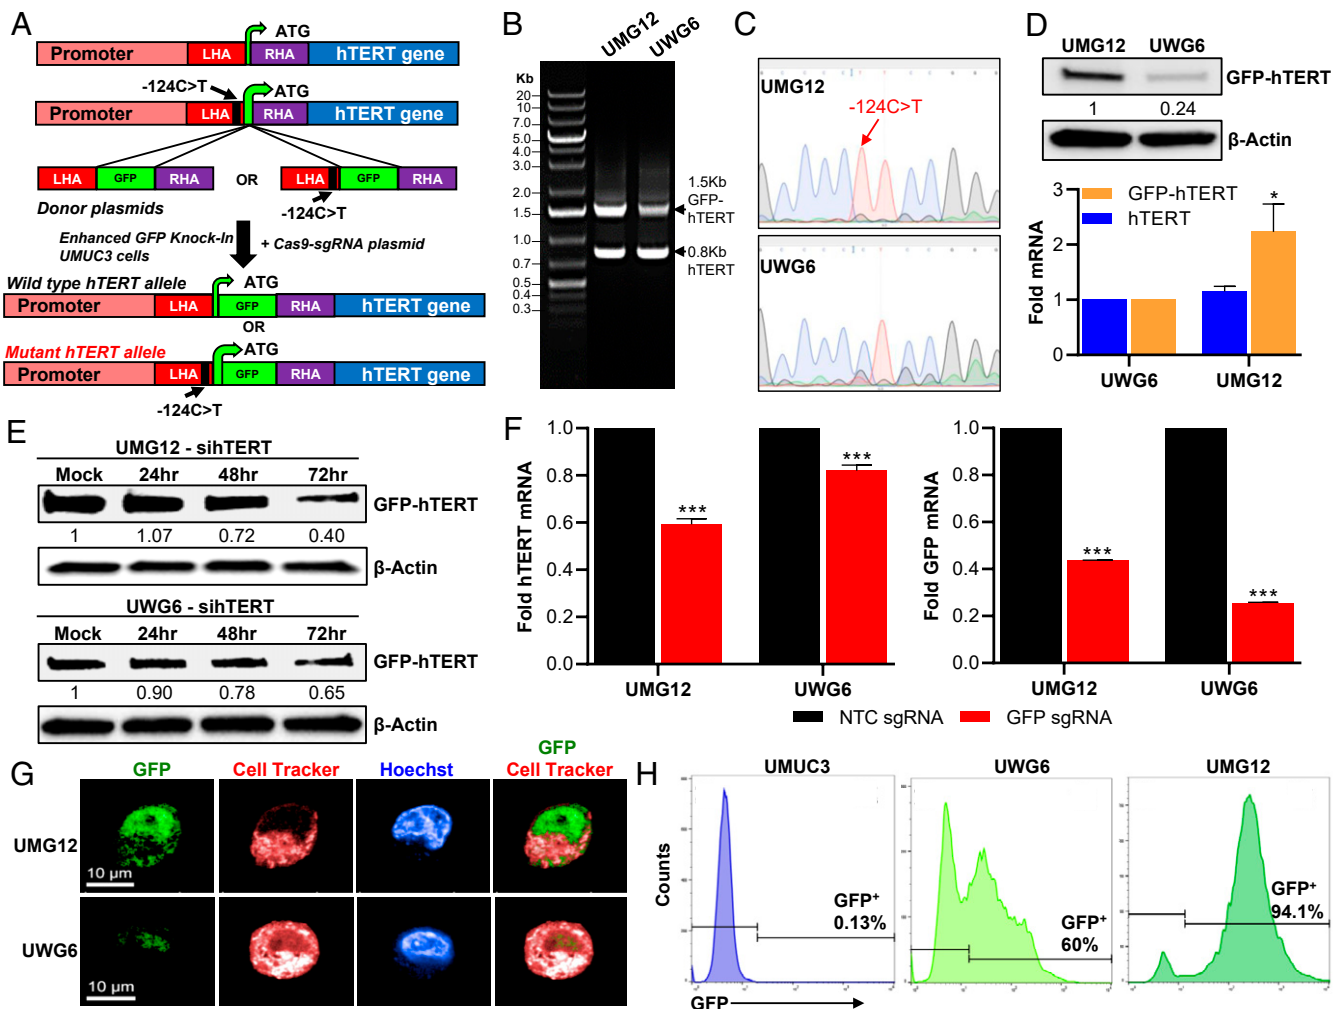 A
ATG
Promoter LHA RHA hTERT gene
-124C>T
ATG
Promoter LHA RHA hTERT gene
LHA GFP RHA OR LHA GFP RHA
-124C>T
Donor plasmids
Enhanced GFP Knock-In
UMUC3 cells
+ Cas9-sgRNA plasmid
Wild type hTERT allele
ATG
Promoter LHA GFP RHA hTERT gene
OR
Mutant hTERT allele
ATG
Promoter LHA GFP RHA hTERT gene
-124C>T
B
UMG12 UWG6
Kb
20
10
7.0
5.0
4.0
3.0
2.0
1.5
1.0
0.7
0.5
0.4
0.3
1.5Kb
GFP-
hTERT
0.8Kb
hTERT
C
UMG12
-124C>T
UWG6
D
UMG12 UWG6
GFP-hTERT
1 0.24
β-Actin
GFP-hTERT
hTERT
Fold mRNA
3
2
1
0
*
UWG6 UMG12
E
UMG12 - sihTERT
Mock 24hr 48hr 72hr
GFP-hTERT
1 1.07 0.72 0.40
β-Actin
UWG6 - sihTERT
Mock 24hr 48hr 72hr
GFP-hTERT
1 0.90 0.78 0.65
β-Actin
F
Fold hTERT mRNA
1.0
0.8
0.6
0.4
0.2
0.0
***
***
UMG12 UWG6
Fold GFP mRNA
1.0
0.8
0.6
0.4
0.2
0.0
***
***
UMG12 UWG6
NTC sgRNA GFP sgRNA
G
GFP Cell Tracker Hoechst GFP
Cell Tracker
UMG12
10 µm
UWG6
10 µm
H
UMUC3 UWG6 UMG12
Counts
GFP+
0.13%
GFP+
60%
GFP+
94.1%
GFP